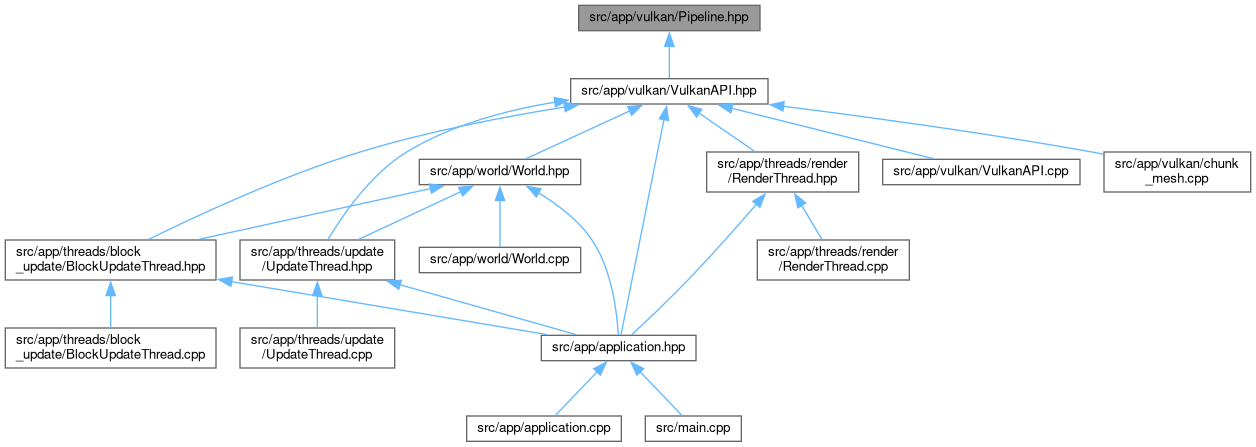 src/app/vulkan/Pipeline.hpp
src/app/vulkan/VulkanAPI.hpp
src/app/world/World.hpp
src/app/threads/render
/RenderThread.hpp
src/app/vulkan/VulkanAPI.cpp
src/app/vulkan/chunk
_mesh.cpp
src/app/threads/block
_update/BlockUpdateThread.hpp
src/app/threads/update
/UpdateThread.hpp
src/app/world/World.cpp
src/app/threads/render
/RenderThread.cpp
src/app/threads/block
_update/BlockUpdateThread.cpp
src/app/threads/update
/UpdateThread.cpp
src/app/application.hpp
src/app/application.cpp
src/main.cpp